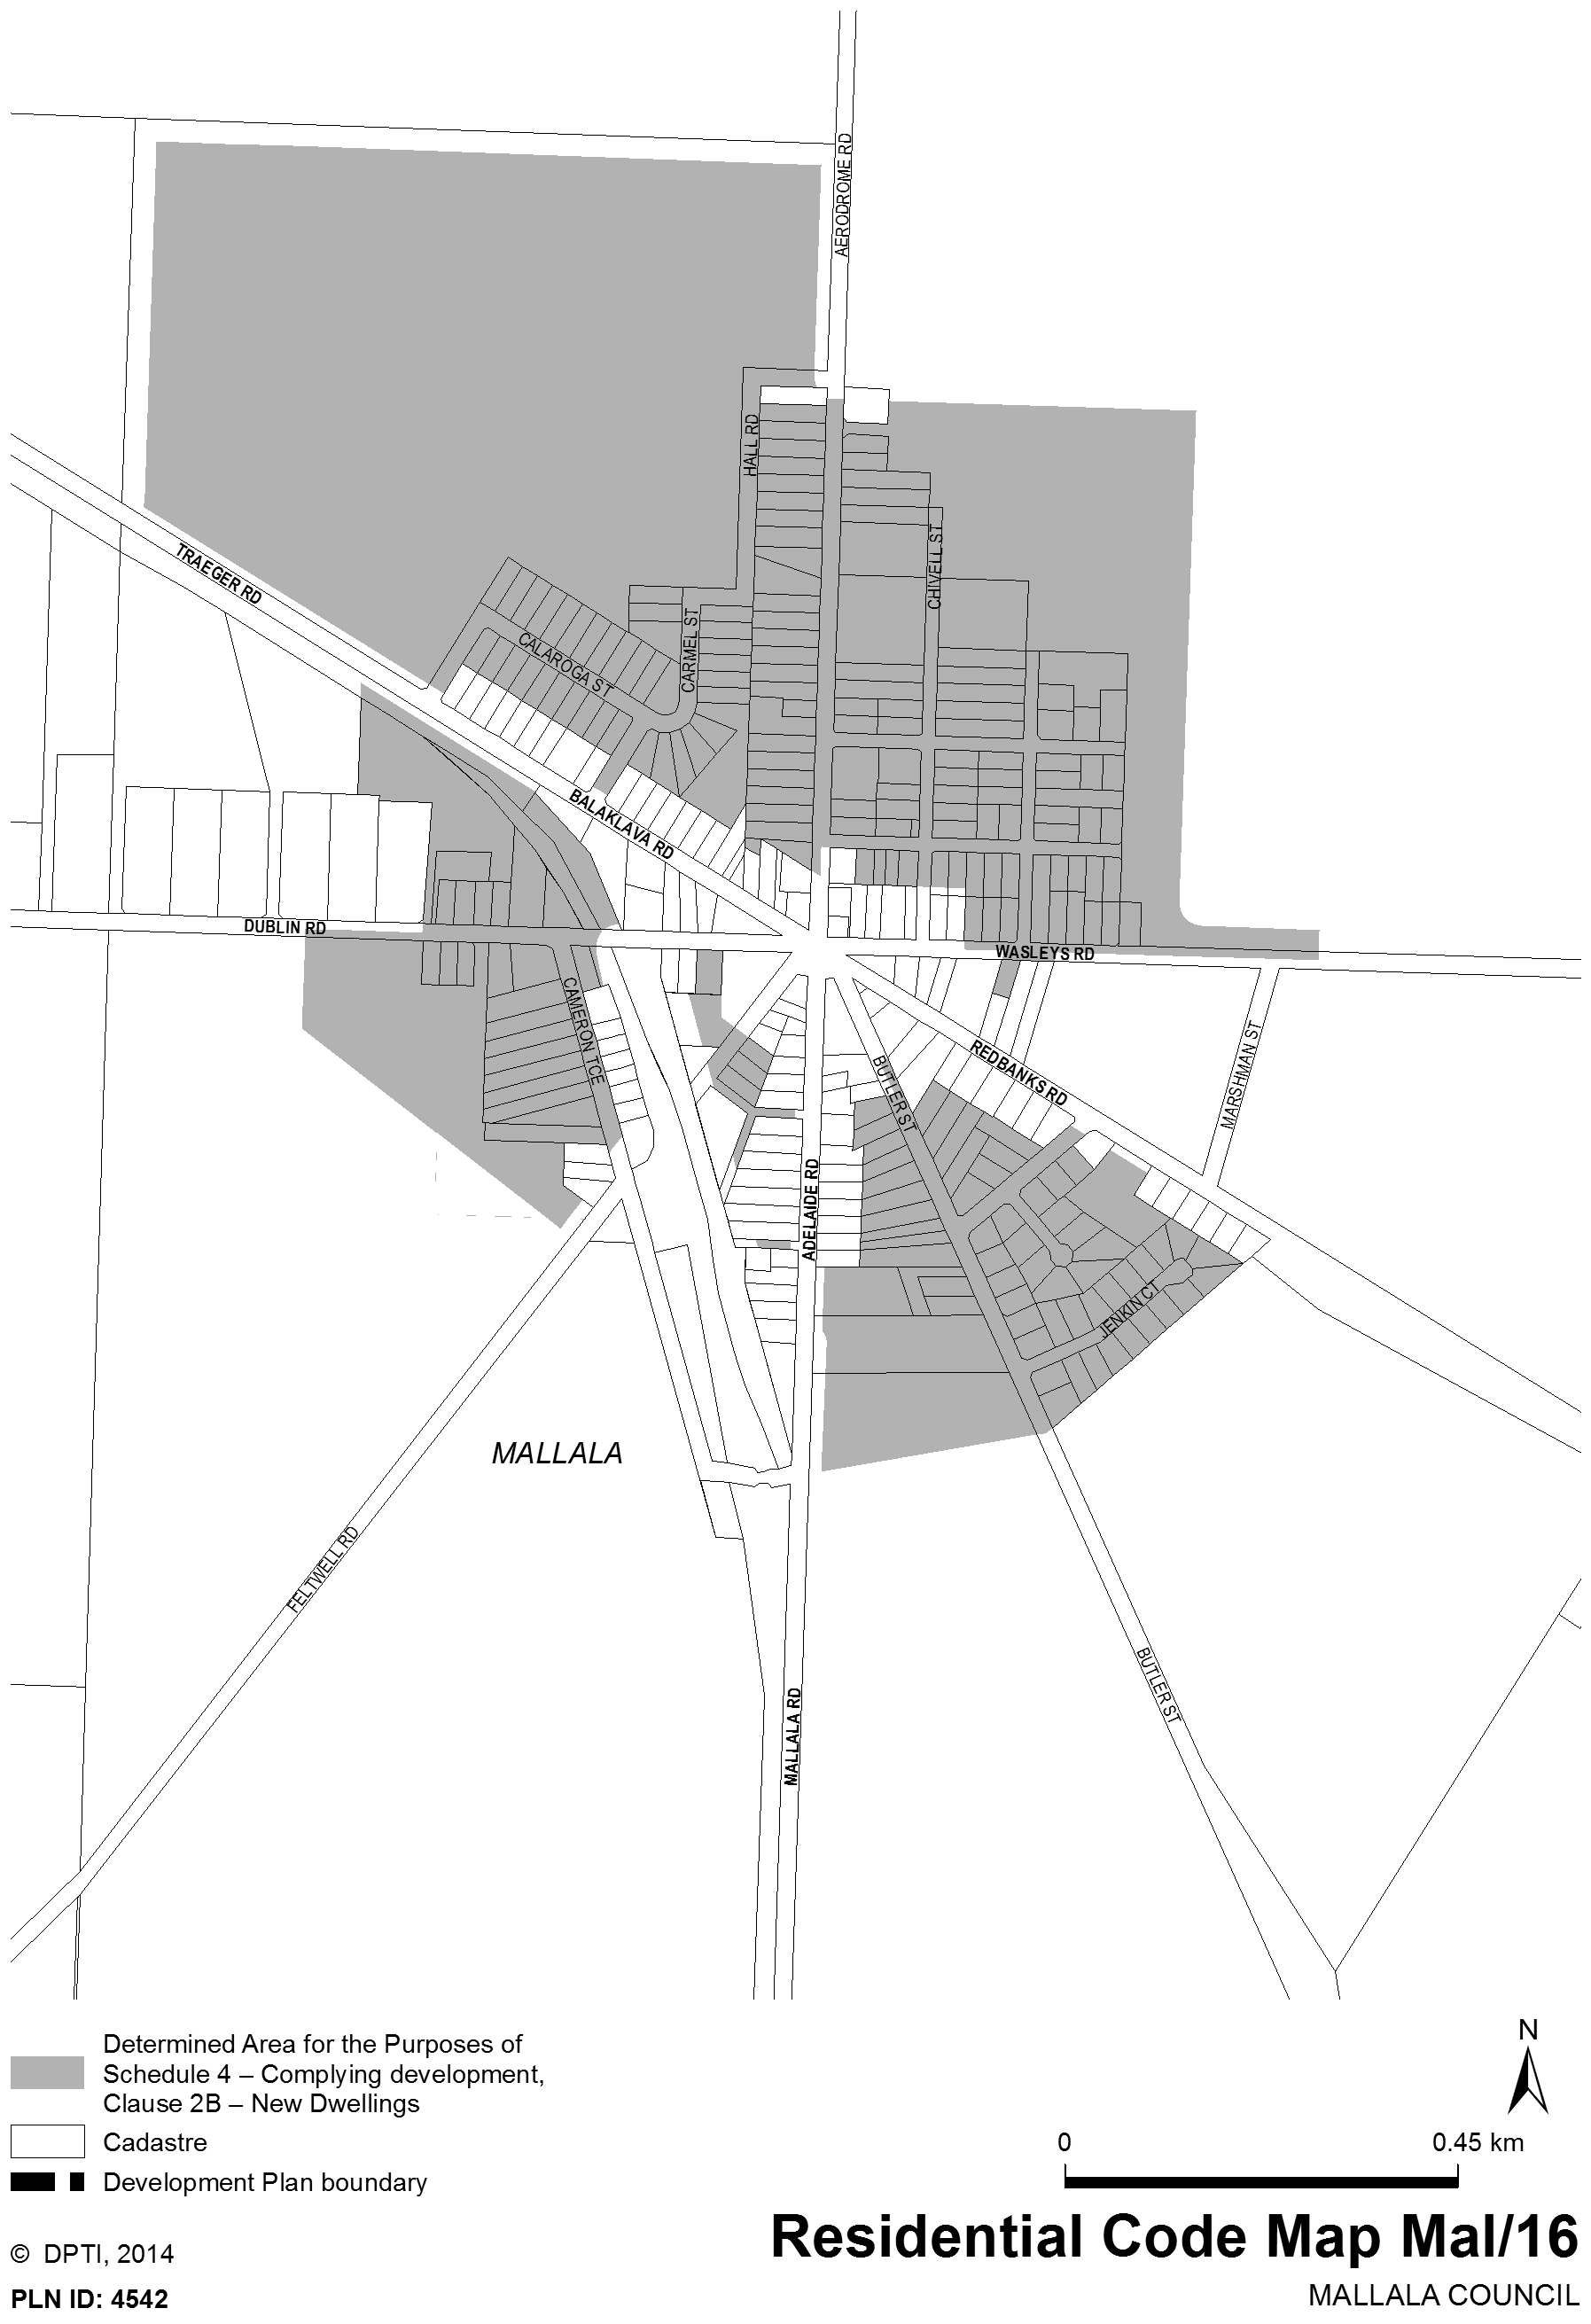 AERODROME RD
HALL RD
CHIVELL ST
TRAEGER RD
CALAROGA ST
CARMEL ST
BALAKLAVA RD
DUBLIN RD
WASLEYS RD
CAMERON TCE
BUTLER ST
REDBANKS RD
MARSHMAN ST
ADELAIDE RD
JENKIN CT
MALLALA
FELTWELL RD
MALLALA RD
BUTLER ST
Determined Area for the Purposes of
Schedule 4 – Complying development,
Clause 2B – New Dwellings
Cadastre
Development Plan boundary
N
0 0.45 km
Residential Code Map Mal/16
MALLALA COUNCIL
© DPTI, 2014
PLN ID: 4542